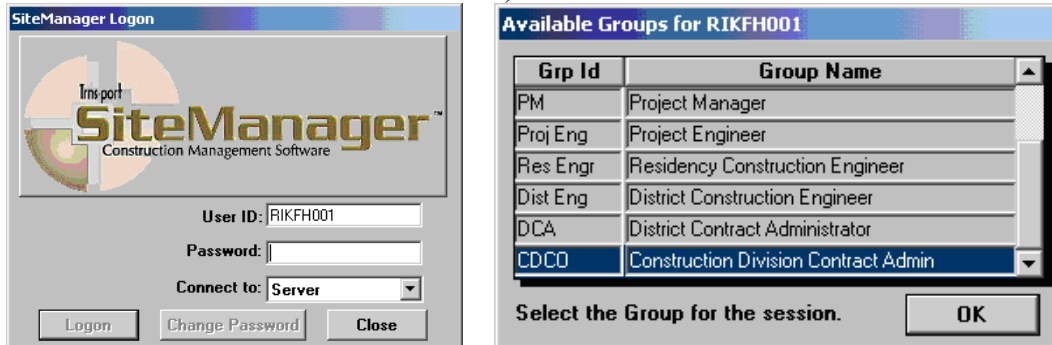 SiteManager Logon
Trns·port
SiteManager™
Construction Management Software
User ID: RIKFH001
Password:
Connect to: Server
Logon Change Password Close
Available Groups for RIKFH001
Grp Id Group Name
PM Project Manager
Proj Eng Project Engineer
Res Engr Residency Construction Engineer
Dist Eng District Construction Engineer
DCA District Contract Administrator
CDCO Construction Division Contract Admin
Select the Group for the session. OK